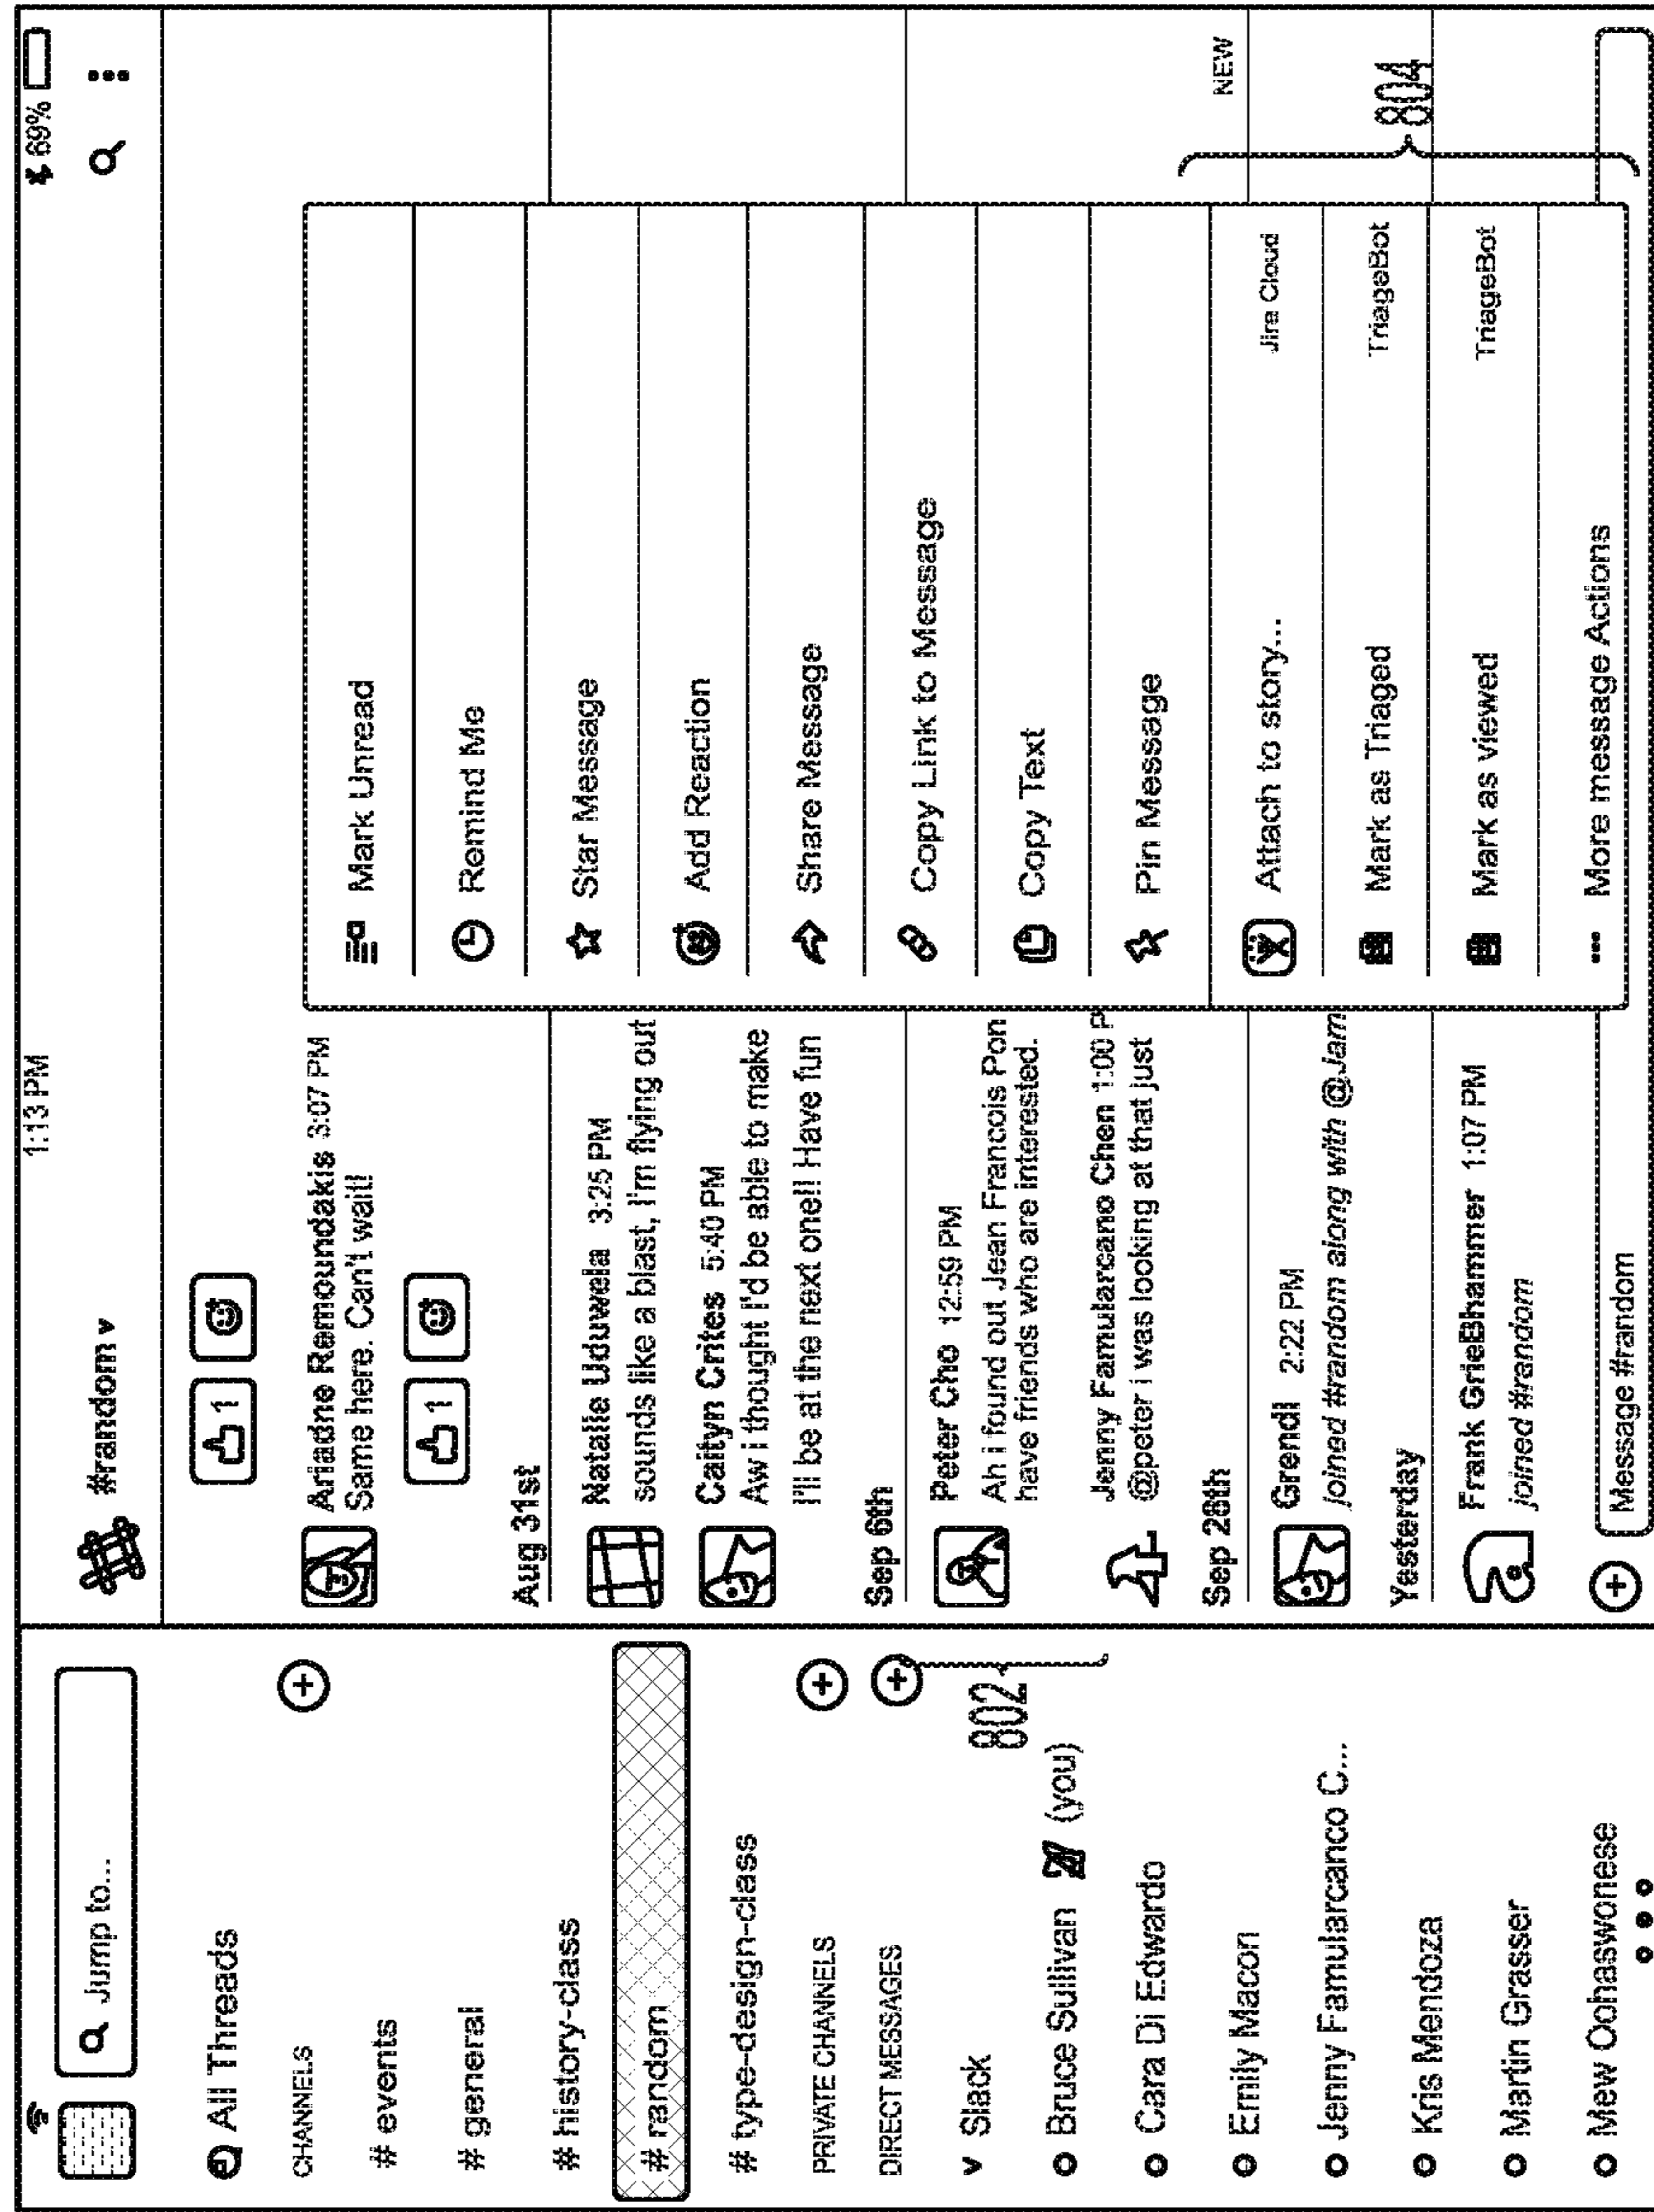 1:13 PM
69%
Jump to...
All Threads
CHANNELS
# events
# general
# history-class
# random
# type-design-class
PRIVATE CHANNELS
DIRECT MESSAGES
v Slack
802
Bruce Sullivan (you)
Cara Di Edwardo
Emily Macon
Jenny Famularcanco C...
Kris Mendoza
Martin Grasser
Mew Oohaswonese
#random v
1
Ariadne Remoundakis 3:07 PM
Same here. Can't wait!
1
Aug 31st
Natalie Uduwela 3:25 PM
sounds like a blast, I'm flying out
Caityn Crites 5:40 PM
Aw i thought I'd be able to make
I'll be at the next one!! Have fun
Sep 6th
Peter Cho 12:59 PM
Ah i found out Jean Francois Pon
have friends who are interested.
Jenny Famularcano Chen 1:00 P
@peter i was looking at that just
Sep 28th
NEW
Grendl 2:22 PM
joined #random along with @Jam
Yesterday
Frank GrieBhammer 1:07 PM
joined #random
Message #random
Mark Unread
Remind Me
Star Message
Add Reaction
Share Message
Copy Link to Message
Copy Text
Pin Message
Attach to story... Jira Cloud
Mark as Triaged TriageBot
Mark as viewed TriageBot
... More message Actions
804